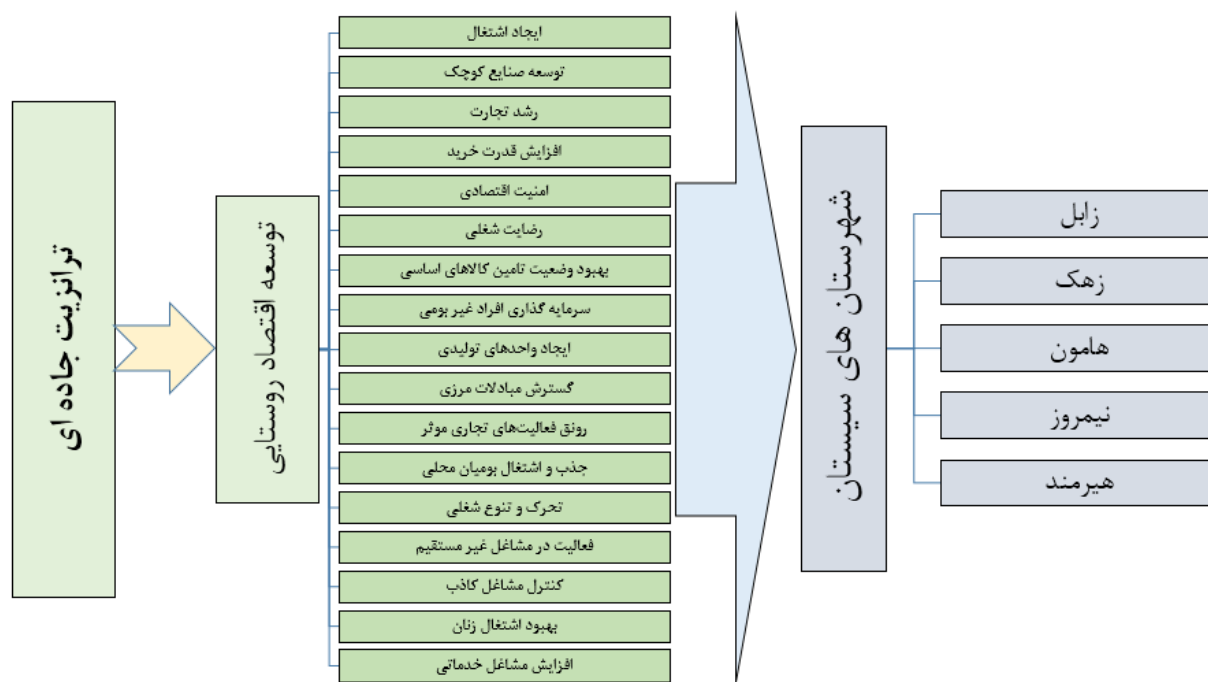 ترانزیت جاده ای
توسعه اقتصاد روستایی
ایجاد اشتغال
توسعه صنایع کوچک
رشد تجارت
افزایش قدرت خرید
امنیت اقتصادی
رضایت شغلی
بهبود وضعیت تامین کالاهای اساسی
سرمایه گذاری افراد غیر بومی
ایجاد واحدهای تولیدی
گسترش مبادلات مرزی
رونق فعالیت‌های تجاری موثر
جذب و اشتغال بومیان محلی
تحرک و تنوع شغلی
فعالیت در مشاغل غیر مستقیم
کنترل مشاغل کاذب
بهبود اشتغال زنان
افزایش مشاغل خدماتی
شهرستان های سیستان
زابل
زهک
هامون
نیمروز
هیرمند